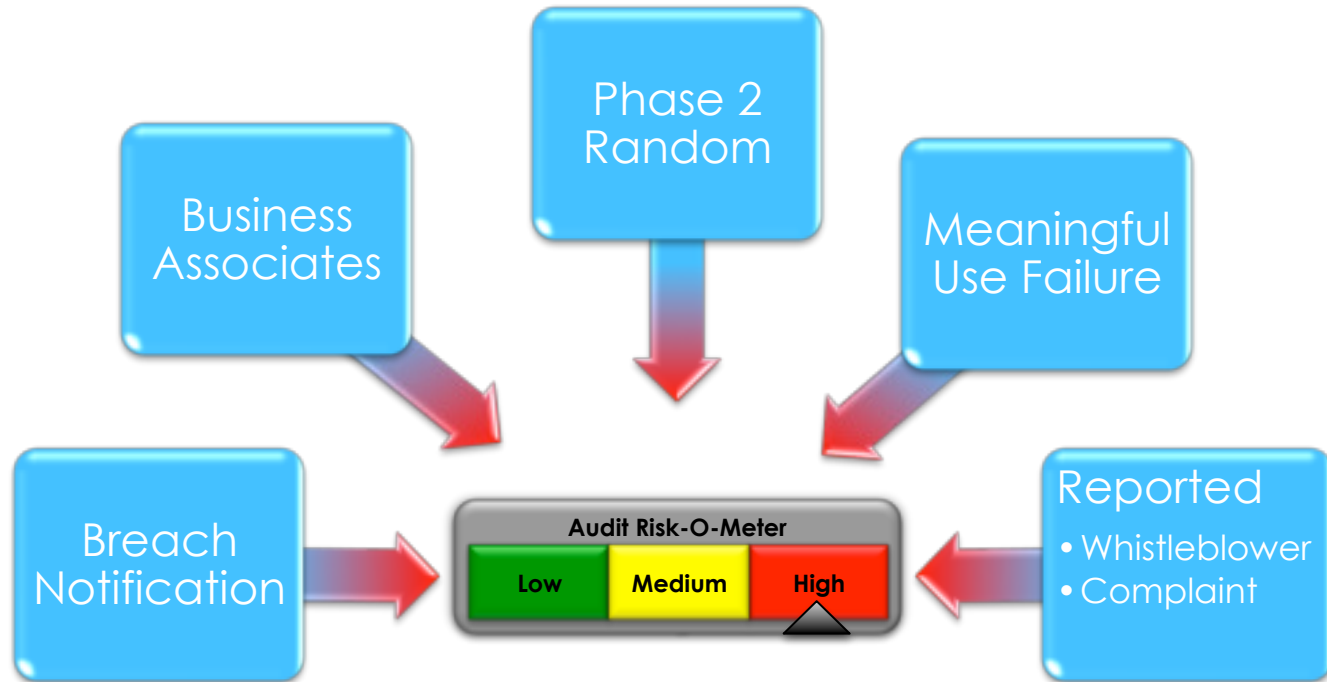 Phase 2
Random
Business
Associates
Meaningful
Use Failure
Breach
Notification
Reported
• Whistleblower
• Complaint
Audit Risk-O-Meter
Low
Medium
High